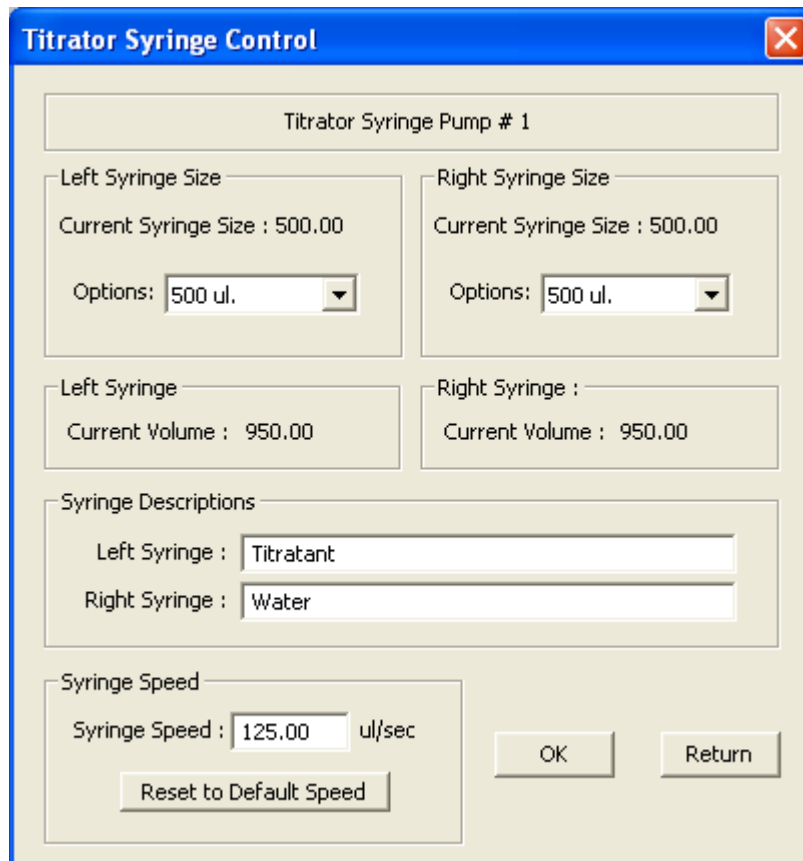 Titrator Syringe Control
Titrator Syringe Pump # 1
Left Syringe Size
Current Syringe Size : 500.00
Options: 500 ul.
Right Syringe Size
Current Syringe Size : 500.00
Options: 500 ul.
Left Syringe
Current Volume : 950.00
Right Syringe :
Current Volume : 950.00
Syringe Descriptions
Left Syringe : Titratant
Right Syringe : Water
Syringe Speed
Syringe Speed : 125.00 ul/sec
Reset to Default Speed
OK
Return